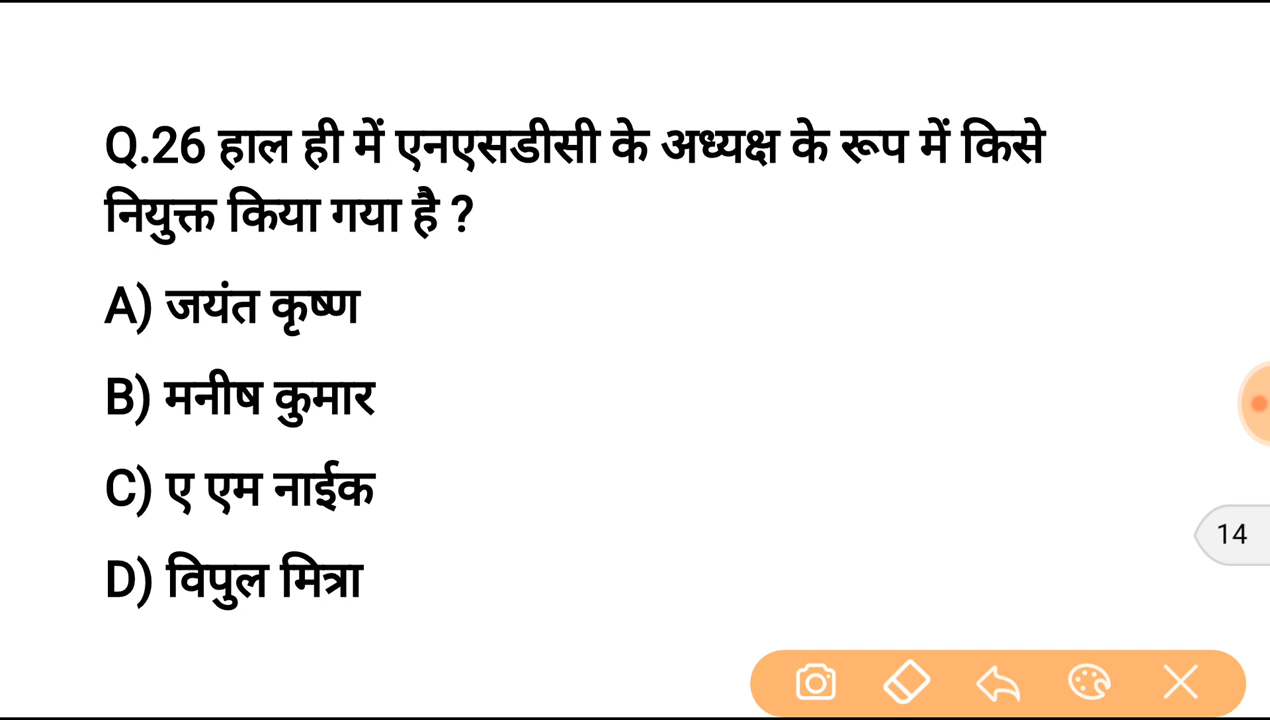 Q.26 हाल ही में एनएसडीसी के अध्यक्ष के रूप में किसे
नियुक्त किया गया है ?
A) जयंत कृष्ण
B) मनीष कुमार
C) ए एम नाईक
D) विपुल मित्रा
14